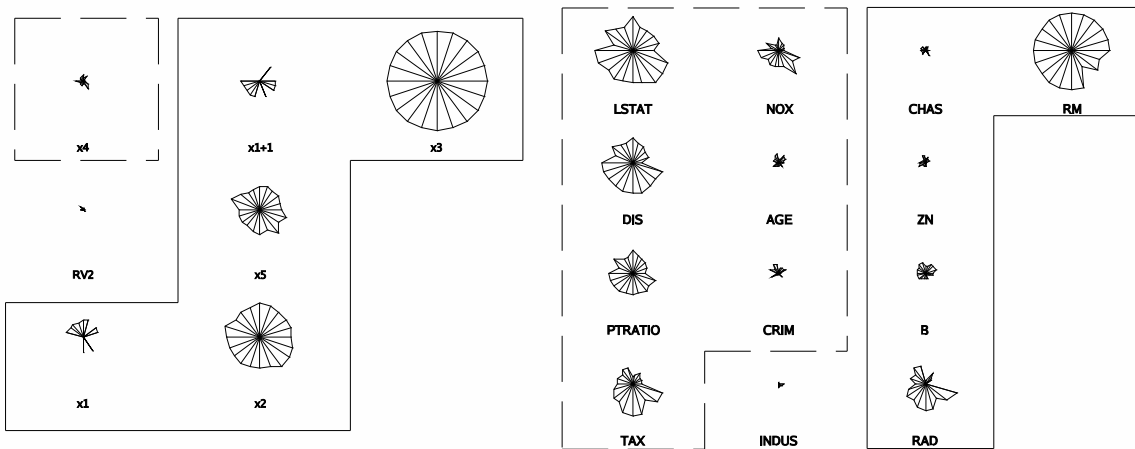 x4 x1+1 x3
RV2 x5
x1 x2
LSTAT NOX CHAS RM
DIS AGE ZN
PTRATIO CRIM B
TAX INDUS RAD